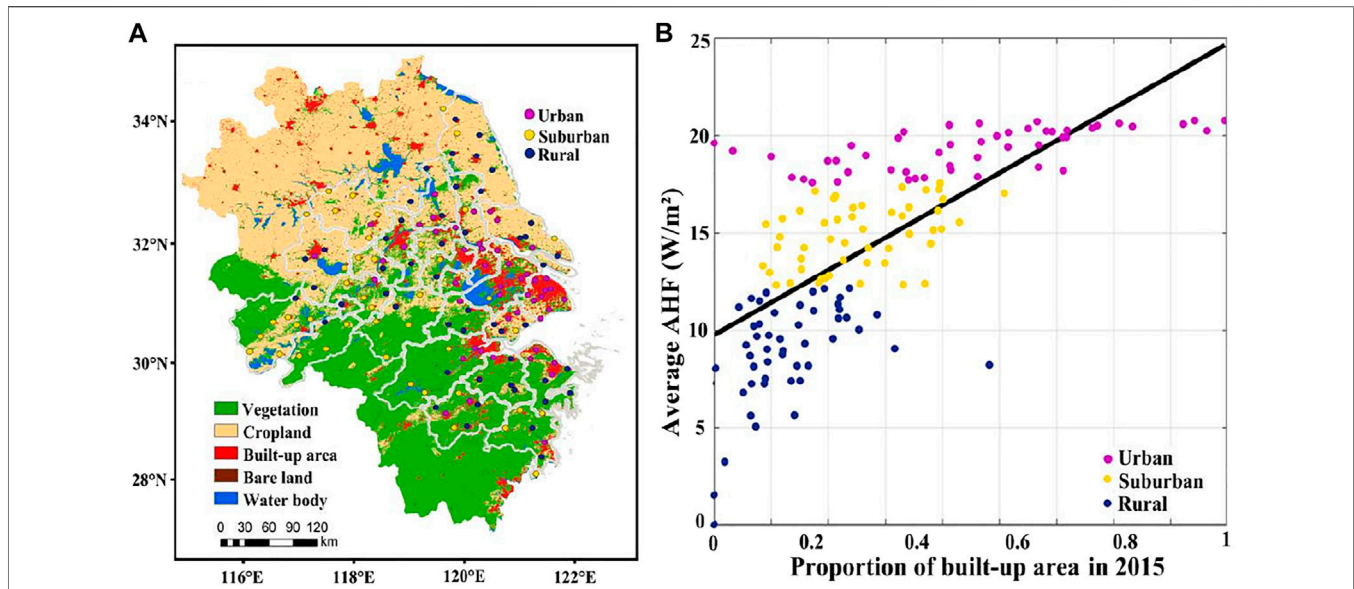 A
34°N
32°N
30°N
28°N
116°E
118°E
120°E
122°E
Urban
Suburban
Rural
Vegetation
Cropland
Built-up area
Bare land
Water body
0 30 60 90 120
km
B
Average AHF (W/m²)
25
20
15
10
5
0
0 0.2 0.4 0.6 0.8 1
Proportion of built-up area in 2015
Urban
Suburban
Rural